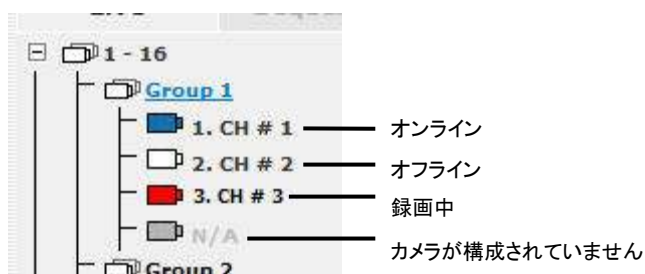 1 - 16
Group 1
1. CH # 1 オンライン
2. CH # 2 オフライン
3. CH # 3 録画中
N/A カメラが構成されていません
Group 2